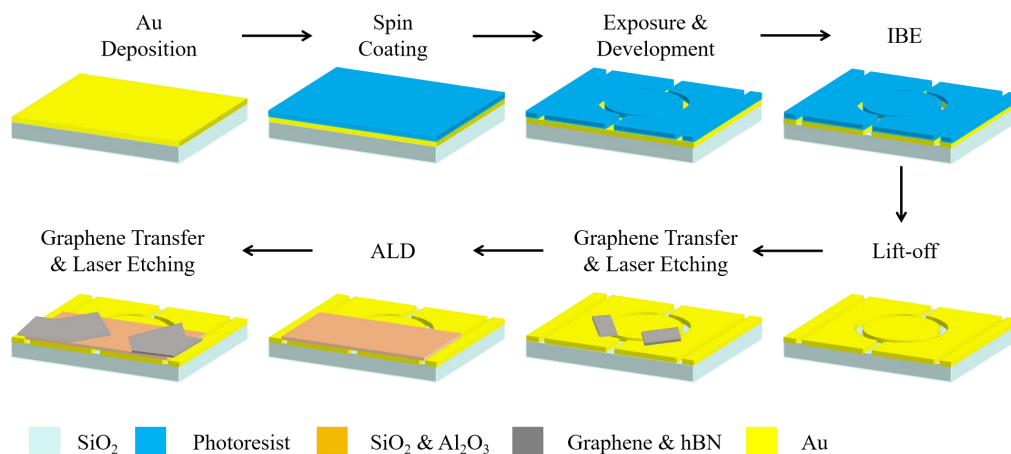 Au
Deposition
Spin
Coating
Exposure &
Development
IBE
Graphene Transfer
& Laser Etching
ALD
Graphene Transfer
& Laser Etching
Lift-off
SiO₂
Photoresist
SiO₂ & Al₂O₃
Graphene & hBN
Au